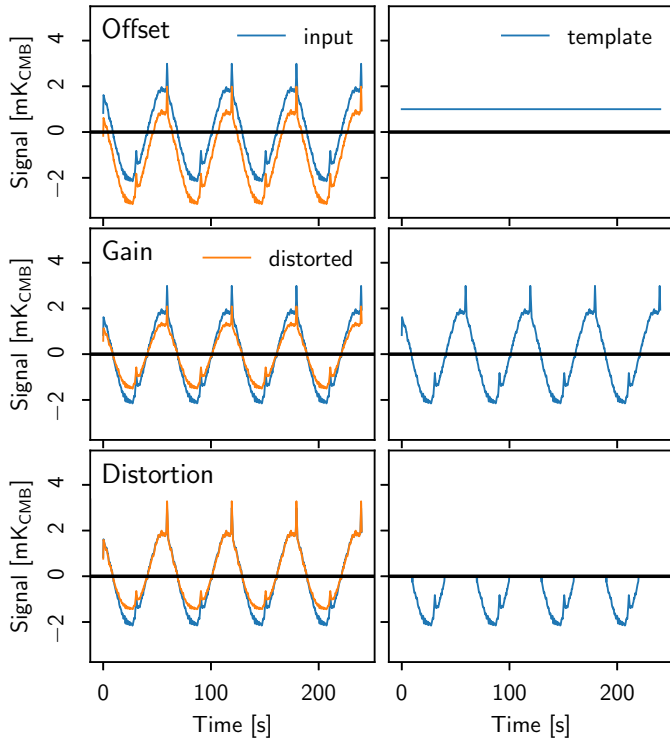 Offset
input
template
Signal [mK_CMB]
4
2
0
−2
Gain
distorted
Signal [mK_CMB]
4
2
0
−2
Distortion
Signal [mK_CMB]
4
2
0
−2
0
100
200
0
100
200
Time [s]
Time [s]